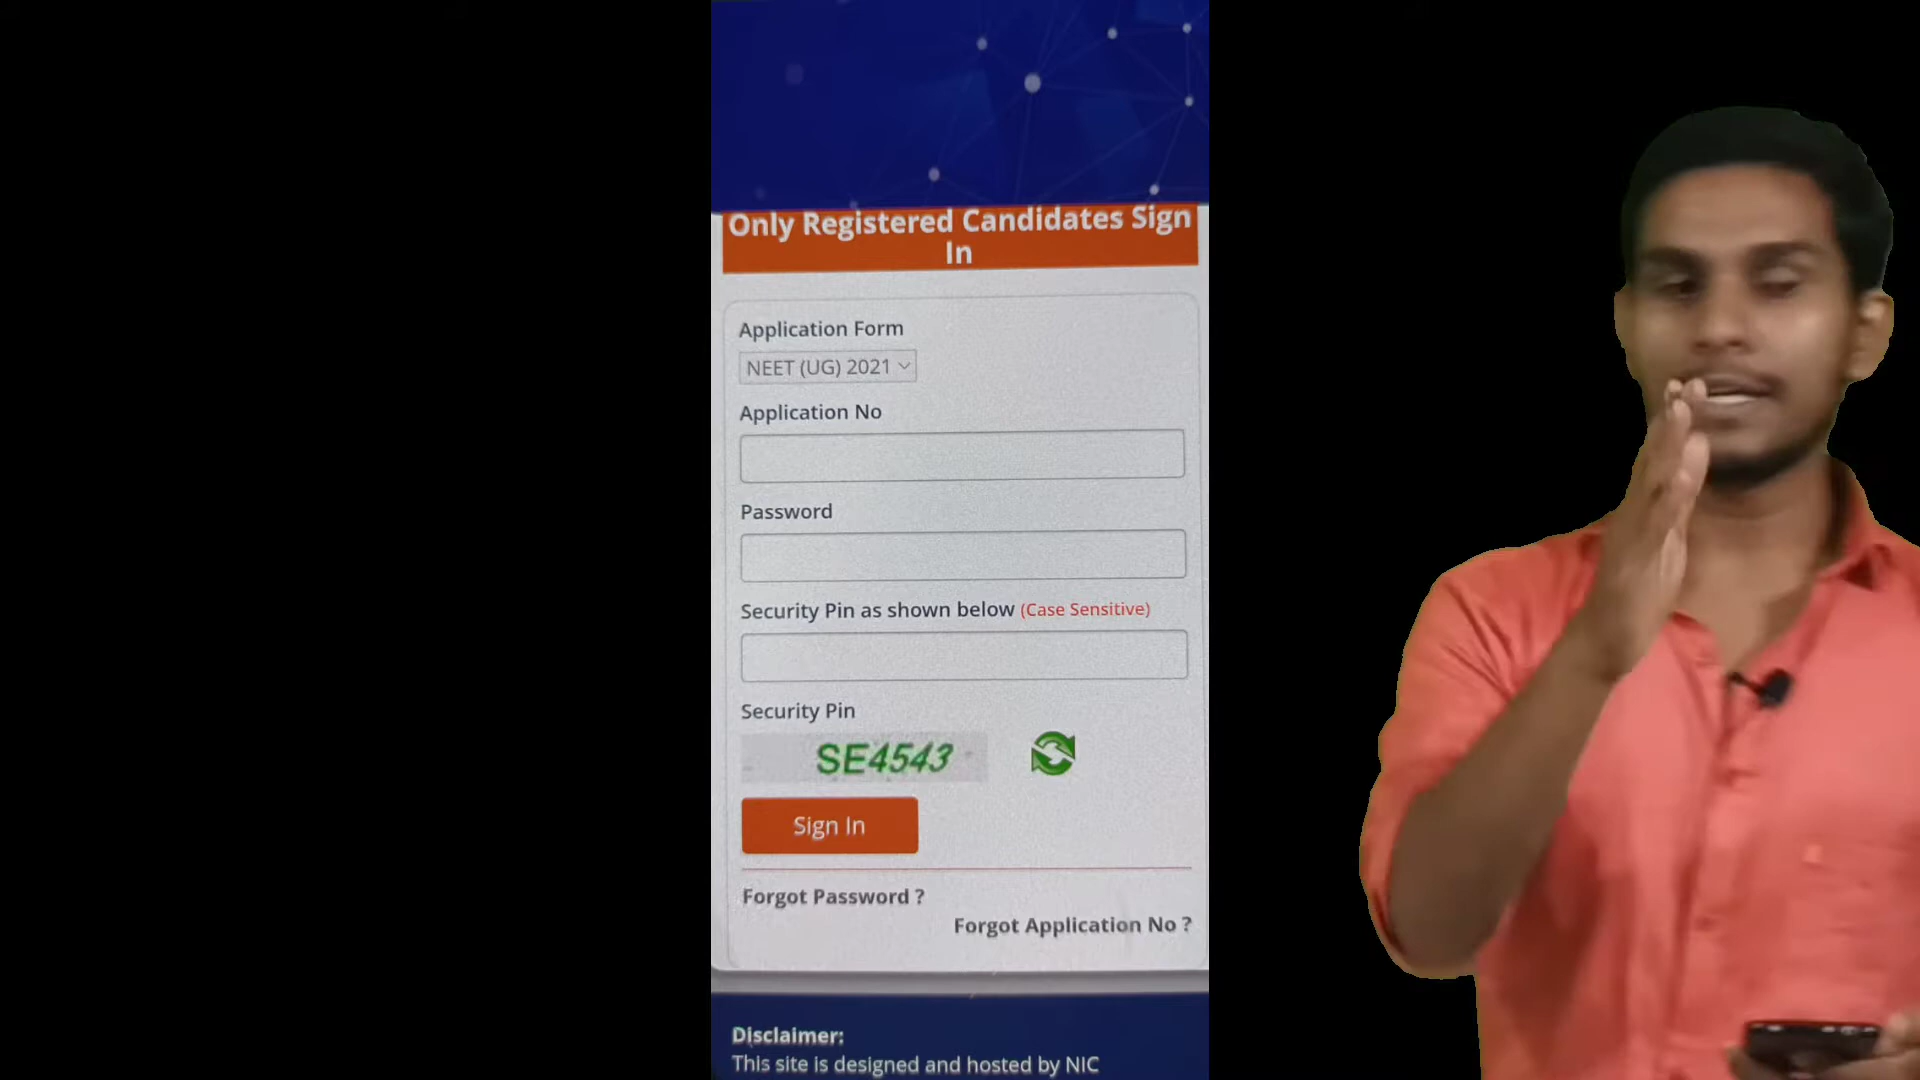 Only Registered Candidates Sign
In
Application Form
NEET (UG) 2021
Application No
Password
Security Pin as shown below (Case Sensitive)
Security Pin
SE4543
Sign In
Forgot Password ?
Forgot Application No ?
Disclaimer:
This site is designed and hosted by NIC